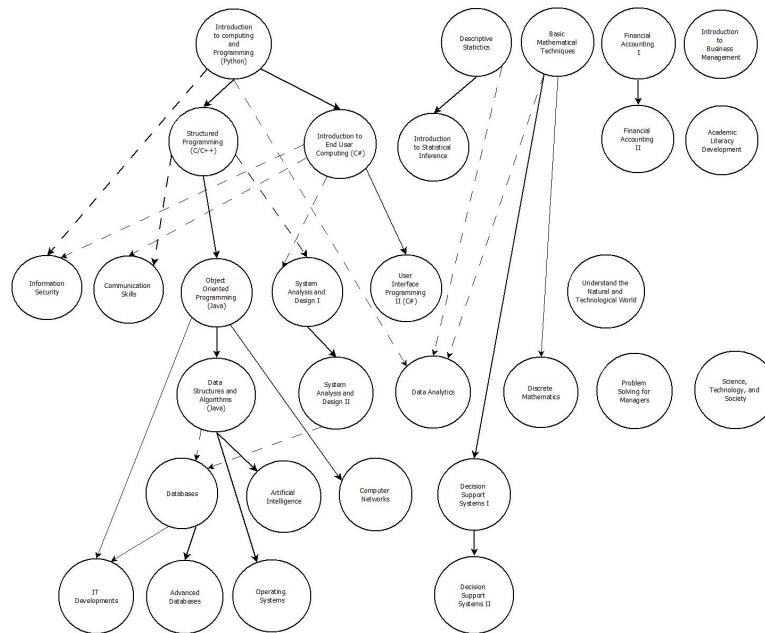 Introduction
to computing
and
Programming
(Python)
Descriptive
Statictics
Basic
Mathematical
Techniques
Financial
Accounting
I
Introduction
to
Business
Management
Structured
Programming
(C/C++)
Introduction to
End User
Computing (C#)
Introduction
to Statistical
Inference
Financial
Accounting
II
Academic
Literacy
Development
Information
Security
Communication
Skills
Object
Oriented
Programming
(Java)
System
Analysis and
Design I
User
Interface
Programming
II (C#)
Understand the
Natural and
Technological
World
Data
Structures and
Algorithms
(Java)
System
Analysis and
Design II
Data Analytics
Discrete
Mathematics
Problem
Solving for
Managers
Science,
Technology, and
Society
Databases
Artificial
Intelligence
Computer
Networks
Decision
Support
Systems I
IT
Developments
Advanced
Databases
Operating
Systems
Decision
Support
Systems II